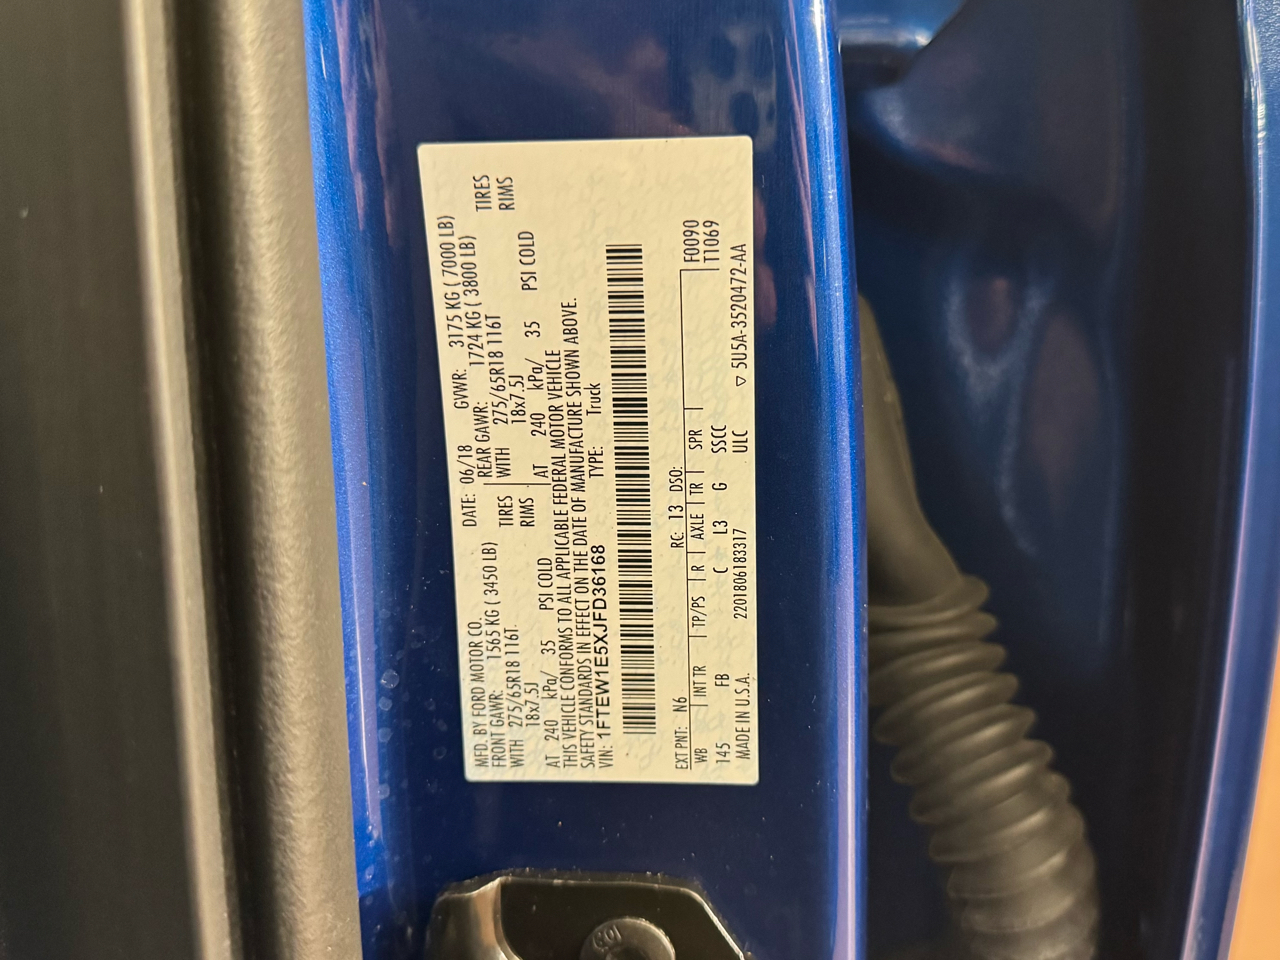 MFD. BY FORD MOTOR CO. DATE: 06/18 GVWR: 3175 KG ( 7000 LB)
FRONT GAWR: 1565 KG ( 3450 LB) REAR GAWR: 1724 KG ( 3800 LB)
WITH 275/65R18 116T TIRES WITH 275/65R18 116T TIRES
18x7.5J RIMS 18x7.5J RIMS
AT 240 kPa/ 35 PSI COLD AT 240 kPa/ 35 PSI COLD
THIS VEHICLE CONFORMS TO ALL APPLICABLE FEDERAL MOTOR VEHICLE
SAFETY STANDARDS IN EFFECT ON THE DATE OF MANUFACTURE SHOWN ABOVE.
VIN: 1FTEW1E5XJFD36168 TYPE: Truck
EXT PNT: N6 RC: 13 DSO: F0090
WB INT TR TP/PS R AXLE TR SPR T1069
145 FB C L3 G SSCC
MADE IN U.S.A. 2201806183317 ULC ▽ 5U5A-3520472-AA